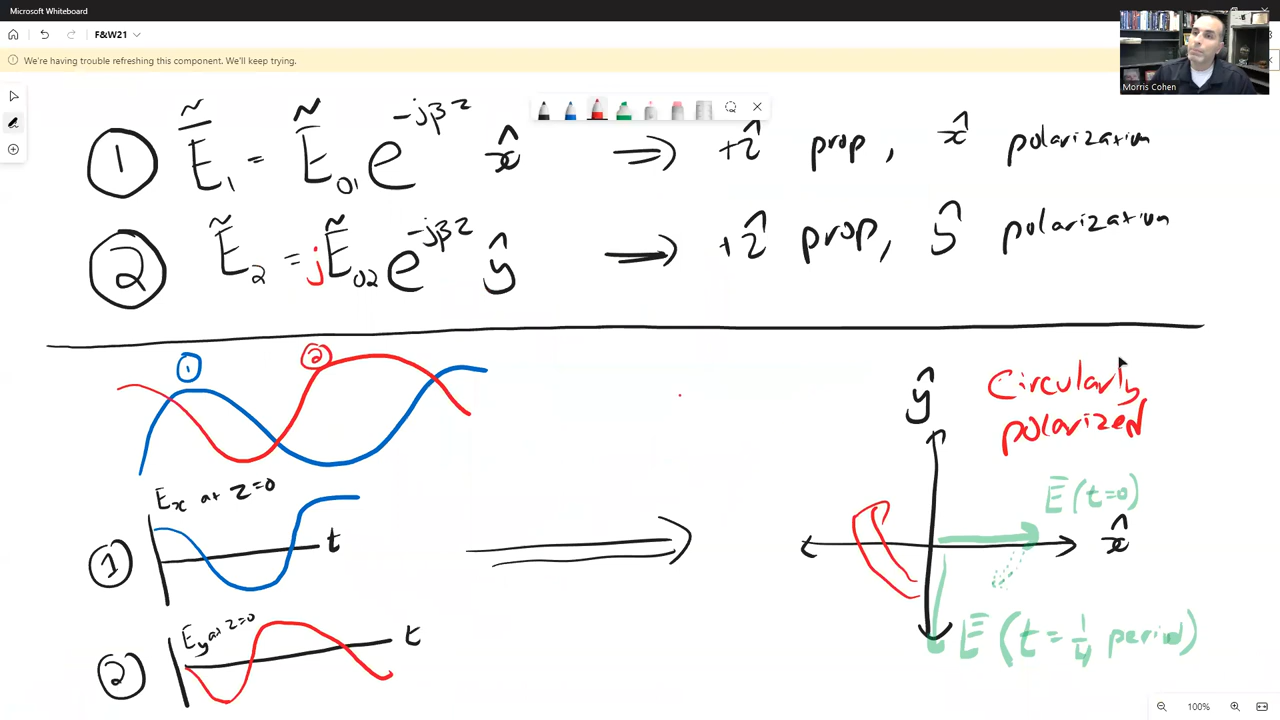 Microsoft Whiteboard
F&W21
We're having trouble refreshing this component. We'll keep trying.
Morris Cohen
① Ẽ₁ = Ẽ₀₁ e^-jβz x̂ ⇒ +ẑ prop, x̂ polarization
② Ẽ₂ = jẼ₀₂ e^-jβz ŷ ⇒ +ẑ prop, ŷ polarization
① ②
ŷ
Circularly
polarized
Ex at z=0
E(t=0)
① t
x̂
Ey at z=0
t
E(t=1/4 period)
②
100%